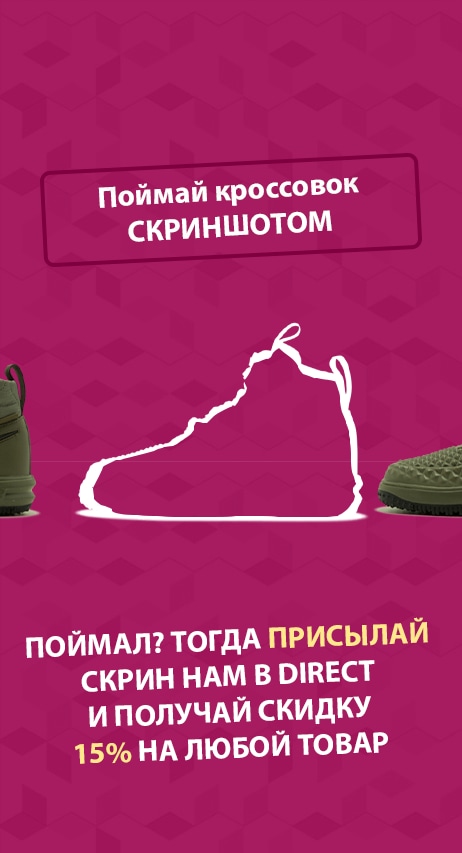 Поймай кроссовок
СКРИНШОТОМ
ПОЙМАЛ? ТОГДА ПРИСЫЛАЙ
СКРИН НАМ В DIRECT
И ПОЛУЧАЙ СКИДКУ
15% НА ЛЮБОЙ ТОВАР